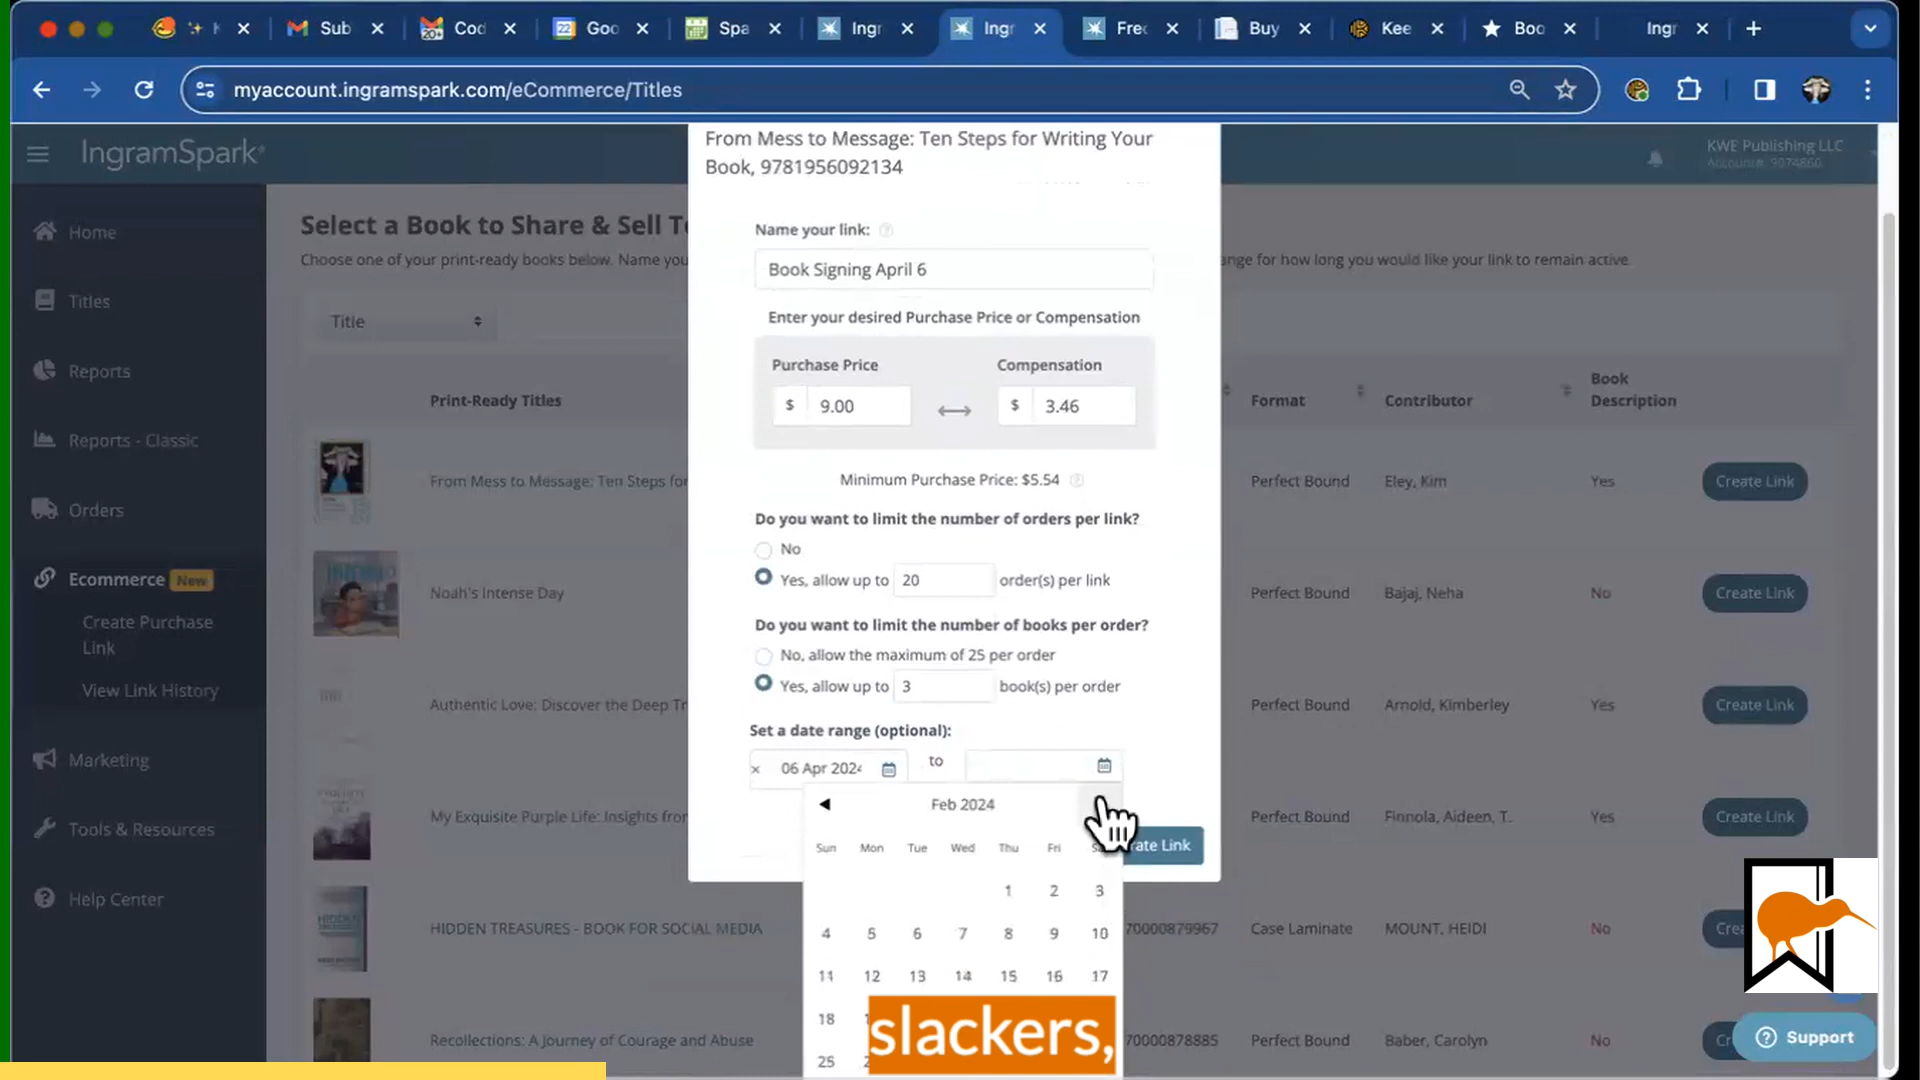 Sub
20+
Cod
22
Goo
Spa
Ingr
Ingr
Free
Buy
Kee
Boo
Ingr
myaccount.ingramspark.com/eCommerce/Titles
IngramSpark
KWE Publishing LLC
Account#: 9074860
Home
Titles
Reports
Reports - Classic
Orders
Ecommerce New
Create Purchase
Link
View Link History
Marketing
Tools & Resources
Help Center
Select a Book to Share & Sell
Choose one of your print-ready books below. Name you
nge for how long you would like your link to remain active.
Title
Print-Ready Titles
Format
Contributor
Book
Description
From Mess to Message: Ten Steps for
Perfect Bound
Eley, Kim
Yes
Create Link
Noah's Intense Day
Perfect Bound
Bajaj, Neha
No
Create Link
Authentic Love: Discover the Deep Tr
Perfect Bound
Arnold, Kimberley
Yes
Create Link
My Exquisite Purple Life: Insights from
Perfect Bound
Finnola, Aideen, T.
Yes
Create Link
HIDDEN TREASURES - BOOK FOR SOCIAL MEDIA
70000879967
Case Laminate
MOUNT, HEIDI
No
Cre
Recollections: A Journey of Courage and Abuse
70000878885
Perfect Bound
Baber, Carolyn
No
Cr
From Mess to Message: Ten Steps for Writing Your
Book, 9781956092134
Name your link:
Book Signing April 6
Enter your desired Purchase Price or Compensation
Purchase Price
Compensation
$ 9.00
$ 3.46
Minimum Purchase Price: $5.54
Do you want to limit the number of orders per link?
No
Yes, allow up to 20 order(s) per link
Do you want to limit the number of books per order?
No, allow the maximum of 25 per order
Yes, allow up to 3 book(s) per order
Set a date range (optional):
× 06 Apr 2024 to
ate Link
Feb 2024
Sun Mon Tue Wed Thu Fri Sa
1 2 3
4 5 6 7 8 9 10
11 12 13 14 15 16 17
18
25
slackers,
Support